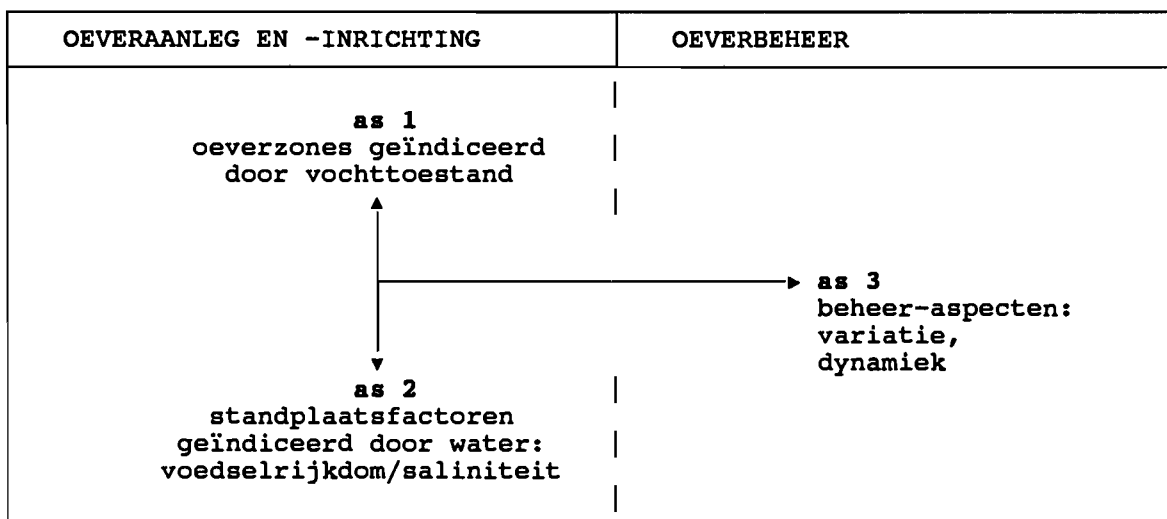 OEVERAANLEG EN -INRICHTING
OEVERBEHEER
as 1
oeverzones geïndiceerd
door vochttoestand
as 3
beheer-aspecten:
variatie,
dynamiek
as 2
standplaatsfactoren
geïndiceerd door water:
voedselrijkdom/saliniteit